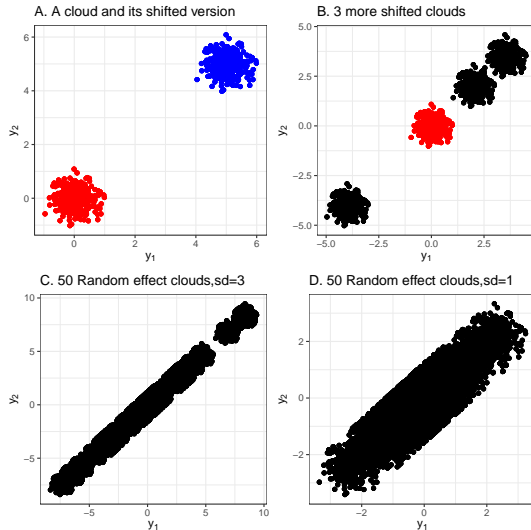 A. A cloud and its shifted version
6
4
2
0
0
2
4
6
y2
y1
B. 3 more shifted clouds
5.0
2.5
0.0
-2.5
-5.0
-5.0
-2.5
0.0
2.5
y2
y1
C. 50 Random effect clouds,sd=3
10
5
0
-5
-5
0
5
10
y2
y1
D. 50 Random effect clouds,sd=1
2
0
-2
-2
0
2
y2
y1